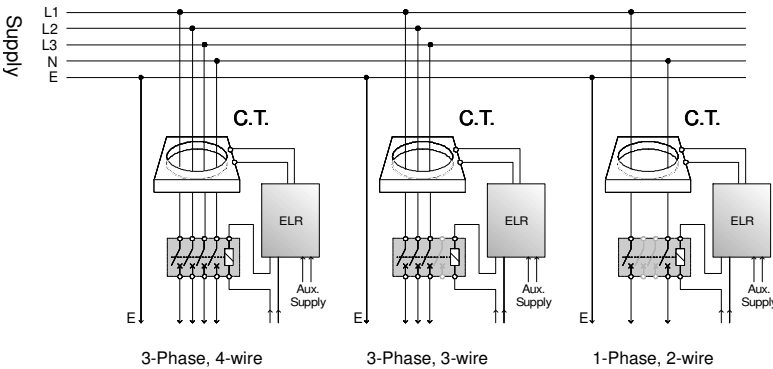 Supply
L1
L2
L3
N
E
C.T.
C.T.
C.T.
ELR
ELR
ELR
Aux.
Supply
Aux.
Supply
Aux.
Supply
E
E
E
3-Phase, 4-wire
3-Phase, 3-wire
1-Phase, 2-wire